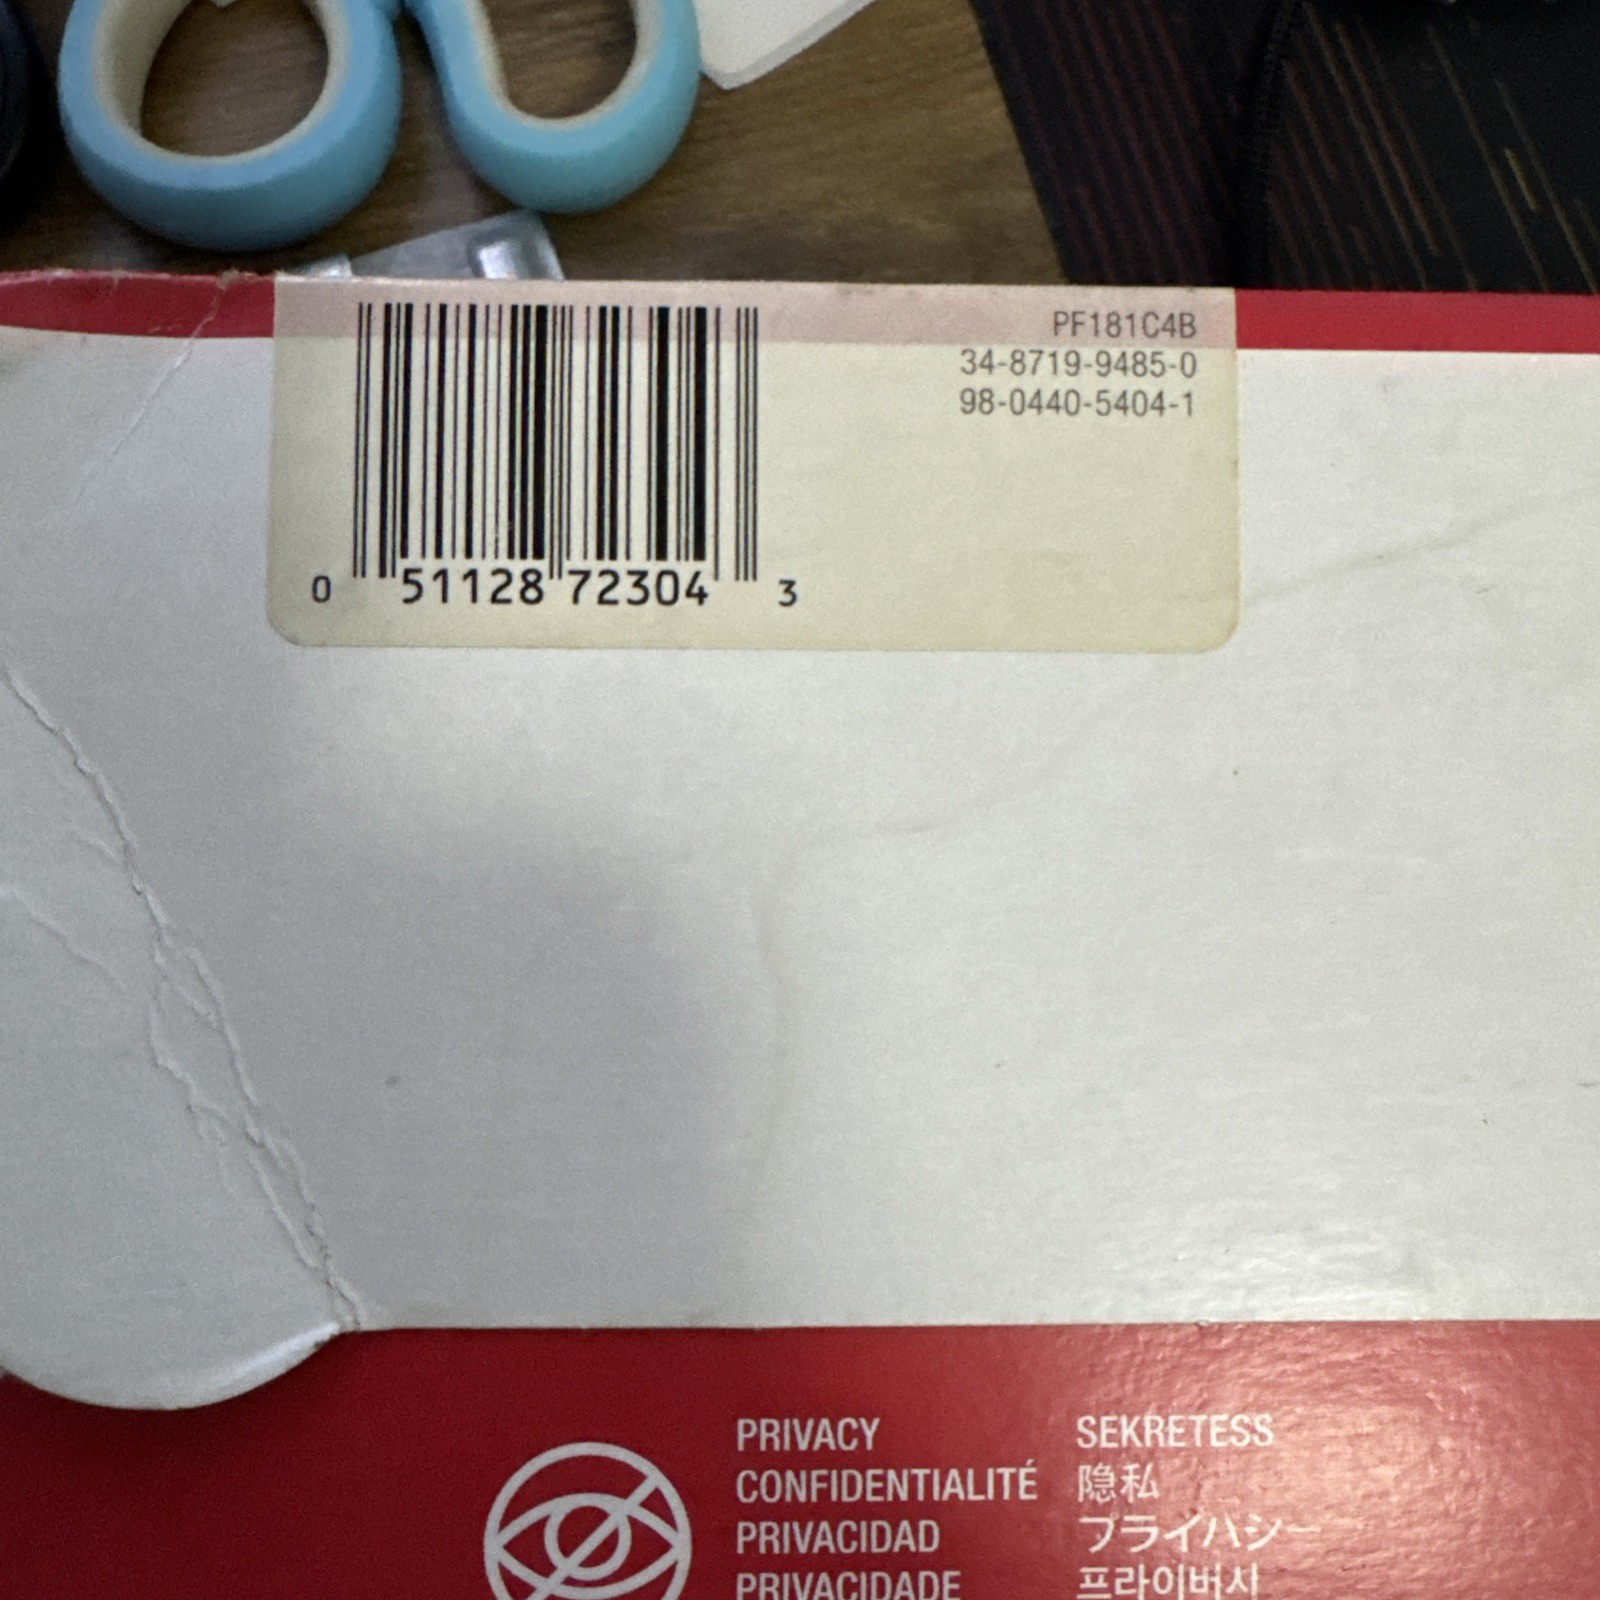 PF181C4B
34-8719-9485-0
98-0440-5404-1
0 51128 72304 3
PRIVACY
CONFIDENTIALITÉ
PRIVACIDAD
PRIVACIDADE
SEKRETESS
隐私
プライハシー
프라이버시